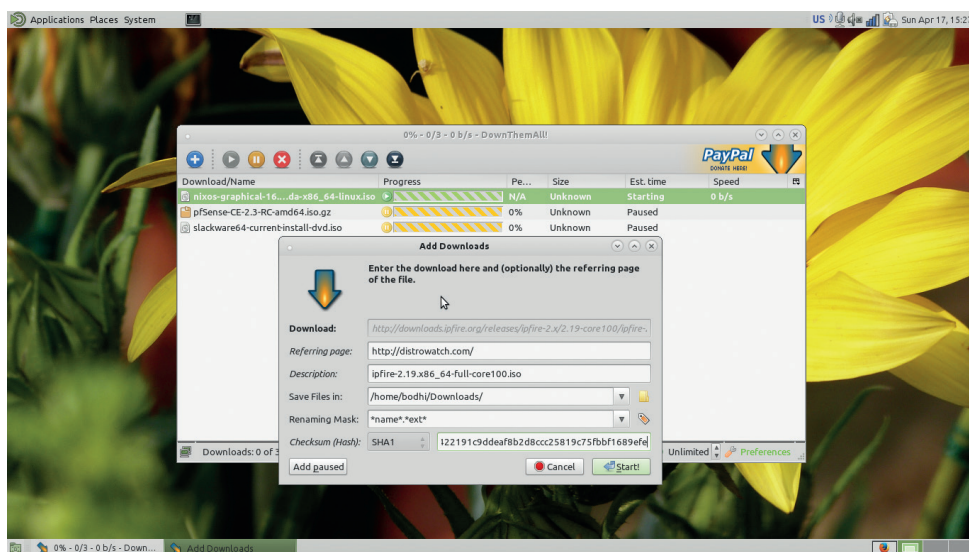 Applications Places System
US
Sun Apr 17, 15:2
0% - 0/3 - 0 b/s - DownThemAll!
PayPal
DONATE HERE!
Download/Name Progress Pe... Size Est. time Speed
nixos-graphical-16....da-x86_64-linux.iso N/A Unknown Starting 0 b/s
pfSense-CE-2.3-RC-amd64.iso.gz 0% Unknown Paused
slackware64-current-install-dvd.iso 0% Unknown Paused
Add Downloads
Enter the download here and (optionally) the referring page
of the file.
Download: http://downloads.ipfire.org/releases/ipfire-2.x/2.19-core100/ipfire-.
Referring page: http://distrowatch.com/
Description: ipfire-2.19.x86_64-full-core100.iso
Save Files in: /home/bodhi/Downloads/
Renaming Mask: *name*.*ext*
Checksum (Hash): SHA1 422191c9ddeaf8b2d8ccc25819c75fbbf1689efe
Downloads: 0 of 3
Unlimited Preferences
Add paused Cancel Start!
0% - 0/3 - 0 b/s - Down... Add Downloads